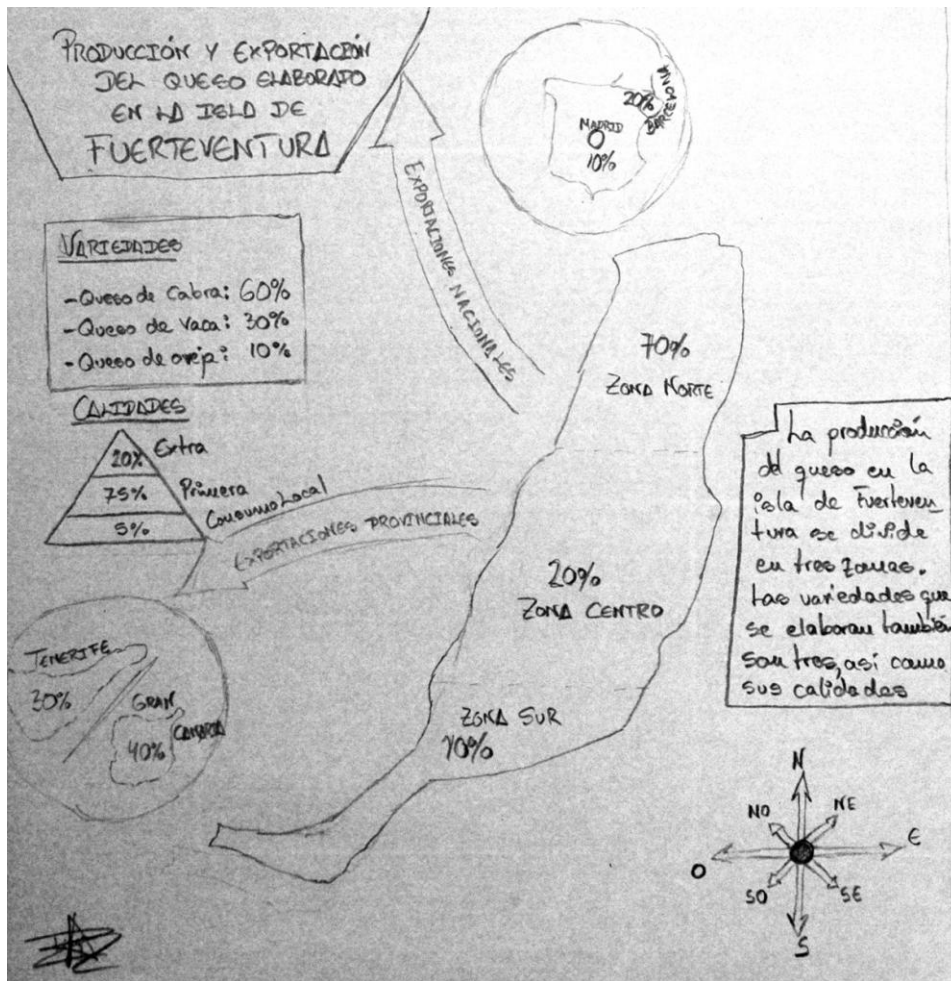 PRODUCCIÓN Y EXPORTACIÓN
DEL QUESO ELABORADO
EN LA ISLA DE
FUERTEVENTURA
20%
BARCELONA
MADRID
10%
EXPORTACIONES NACIONALES
VARIEDADES
-Queso de Cabra: 60%
-Queso de Vaca: 30%
-Queso de oveja: 10%
70%
ZONA NORTE
CALIDADES
20% Extra
75% Primera
5% Consumo Local
EXPORTACIONES PROVINCIALES
La producción
del queso en la
isla de Fuerteven
tura se divide
en tres zonas.
Las variedades que
se elaboran también
son tres, así como
sus calidades
20%
ZONA CENTRO
TENERIFE
30%
GRAN
CANARIA
40%
ZONA SUR
10%
N
NO
NE
O
E
SO
SE
S